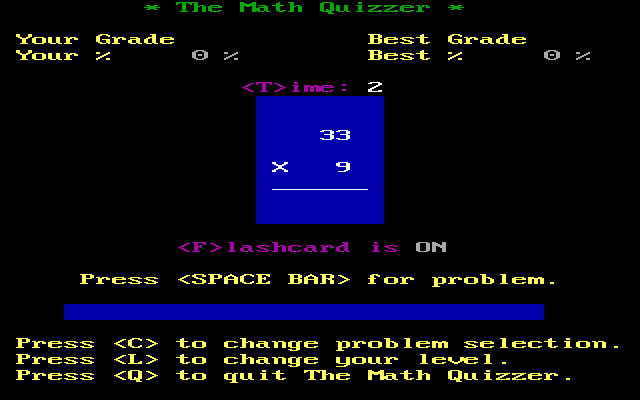 * The Math Quizzer *
Your Grade Best Grade
Your % 0 % Best % 0 %
<T>ime: 2
33
X 9
<F>lashcard is ON
Press <SPACE BAR> for problem.
Press <C> to change problem selection.
Press <L> to change your level.
Press <Q> to quit The Math Quizzer.